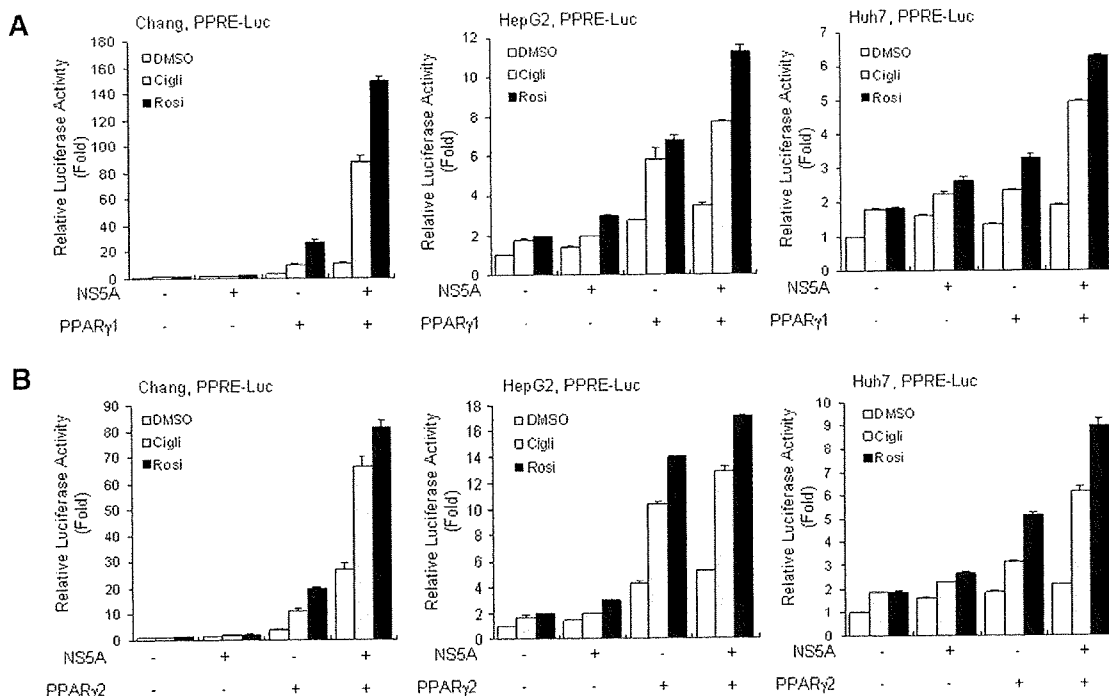 A
Chang, PPRE-Luc
Relative Luciferase Activity
(Fold)
180
160
140
120
100
80
60
40
20
0
DMSO
Cigli
Rosi
NS5A - + - +
PPARγ1 - - + +
HepG2, PPRE-Luc
Relative Luciferase Activity
(Fold)
12
10
8
6
4
2
0
DMSO
Cigli
Rosi
NS5A - + - +
PPARγ1 - - + +
Huh7, PPRE-Luc
Relative Luciferase Activity
(Fold)
7
6
5
4
3
2
1
0
DMSO
Cigli
Rosi
NS5A - + - +
PPARγ1 - - + +
B
Chang, PPRE-Luc
Relative Luciferase Activity
(Fold)
90
80
70
60
50
40
30
20
10
0
DMSO
Cigli
Rosi
NS5A - + - +
PPARγ2 - - + +
HepG2, PPRE-Luc
Relative Luciferase Activity
(Fold)
18
16
14
12
10
8
6
4
2
0
DMSO
Cigli
Rosi
NS5A - + - +
PPARγ2 - - + +
Huh7, PPRE-Luc
Relative Luciferase Activity
(Fold)
10
9
8
7
6
5
4
3
2
1
0
DMSO
Cigli
Rosi
NS5A - + - +
PPARγ2 - - + +